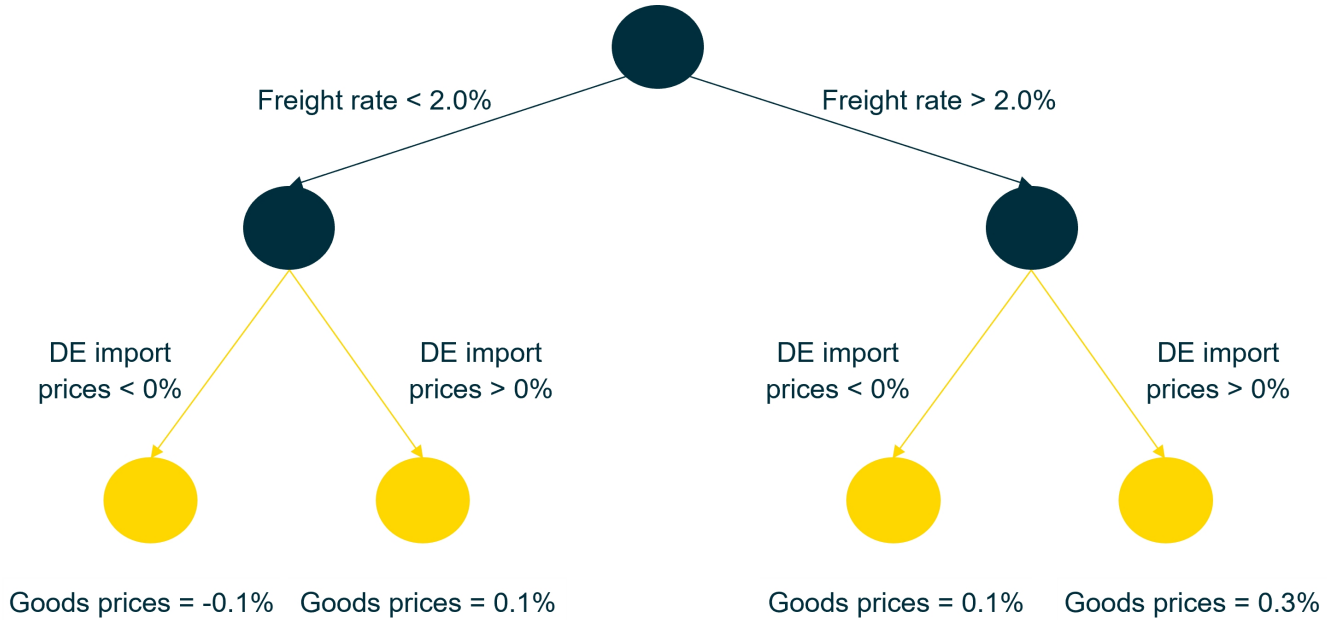 Freight rate < 2.0%
Freight rate > 2.0%
DE import
prices < 0%
DE import
prices > 0%
DE import
prices < 0%
DE import
prices > 0%
Goods prices = -0.1%
Goods prices = 0.1%
Goods prices = 0.1%
Goods prices = 0.3%